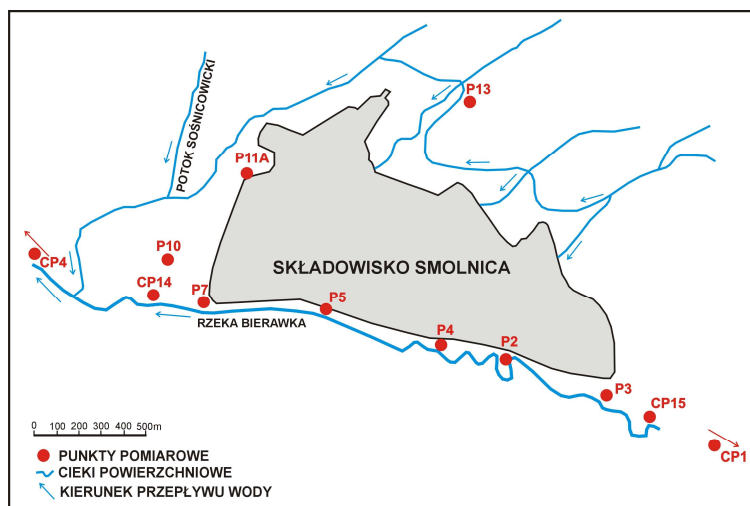 POTOK SOŚNICOWICKI
P13
P11A
CP4
P10
SKŁADOWISKO SMOLNICA
CP14
P7
P5
RZEKA BIERAWKA
P4
P2
P3
CP15
CP1
0 100 200 300 400 500m
PUNKTY POMIAROWE
CIEKI POWIERZCHNIOWE
KIERUNEK PRZEPŁYWU WODY